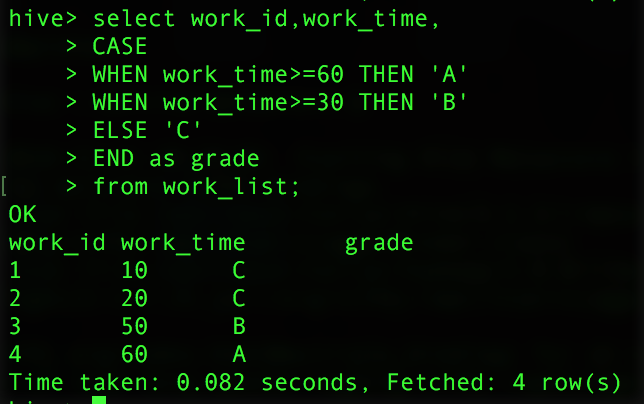 hive> select work_id,work_time,
> CASE
> WHEN work_time>=60 THEN 'A'
> WHEN work_time>=30 THEN 'B'
> ELSE 'C'
> END as grade
[ > from work_list;
OK
work_id work_time grade
1 10 C
2 20 C
3 50 B
4 60 A
Time taken: 0.082 seconds, Fetched: 4 row(s)